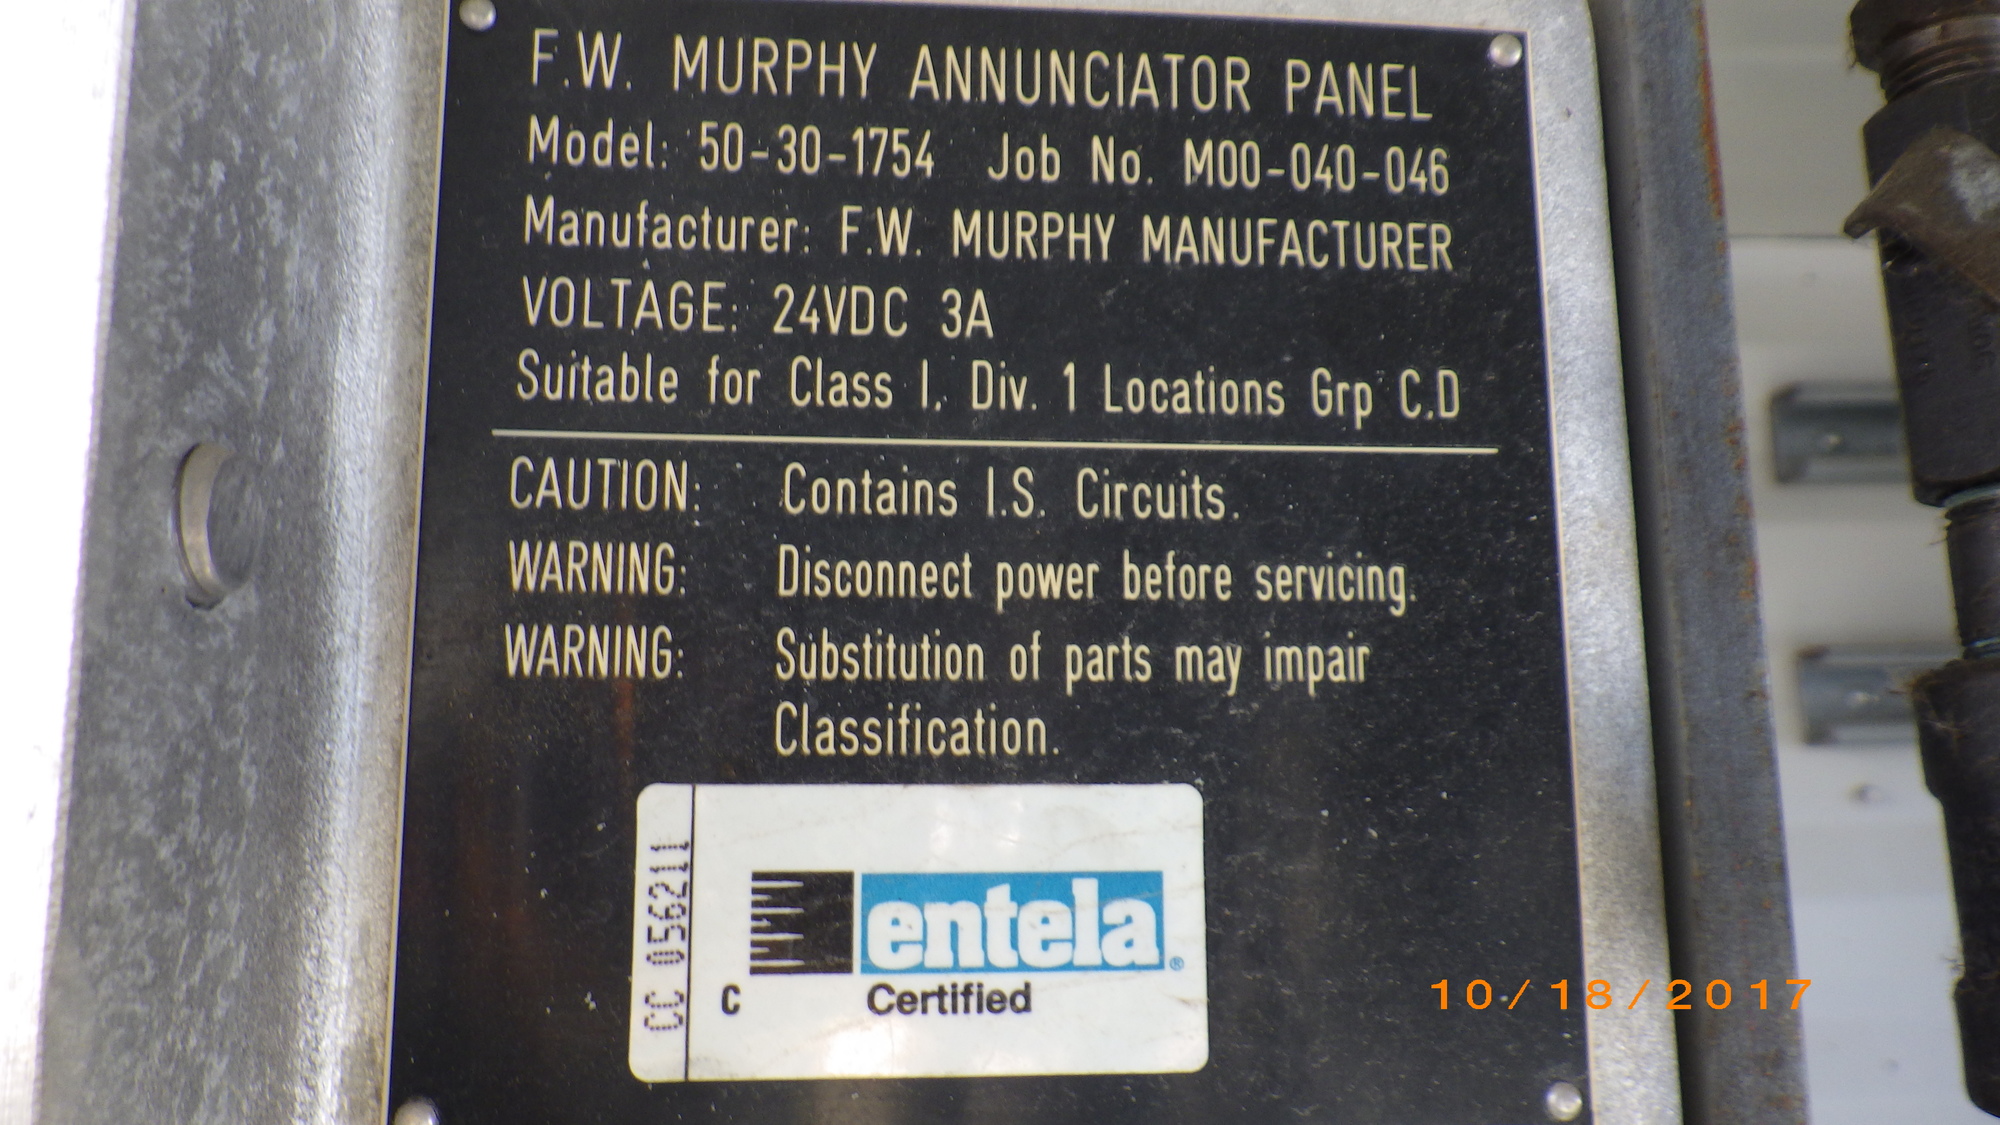 F.W. MURPHY ANNUNCIATOR PANEL
Model: 50-30-1754 Job No. M00-040-046
Manufacturer: F.W. MURPHY MANUFACTURER
VOLTAGE: 24VDC 3A
Suitable for Class I, Div. 1 Locations Grp C,D
CAUTION: Contains I.S. Circuits.
WARNING: Disconnect power before servicing.
WARNING: Substitution of parts may impair
Classification.
CC 056211
entela®
C Certified
10/18/2017